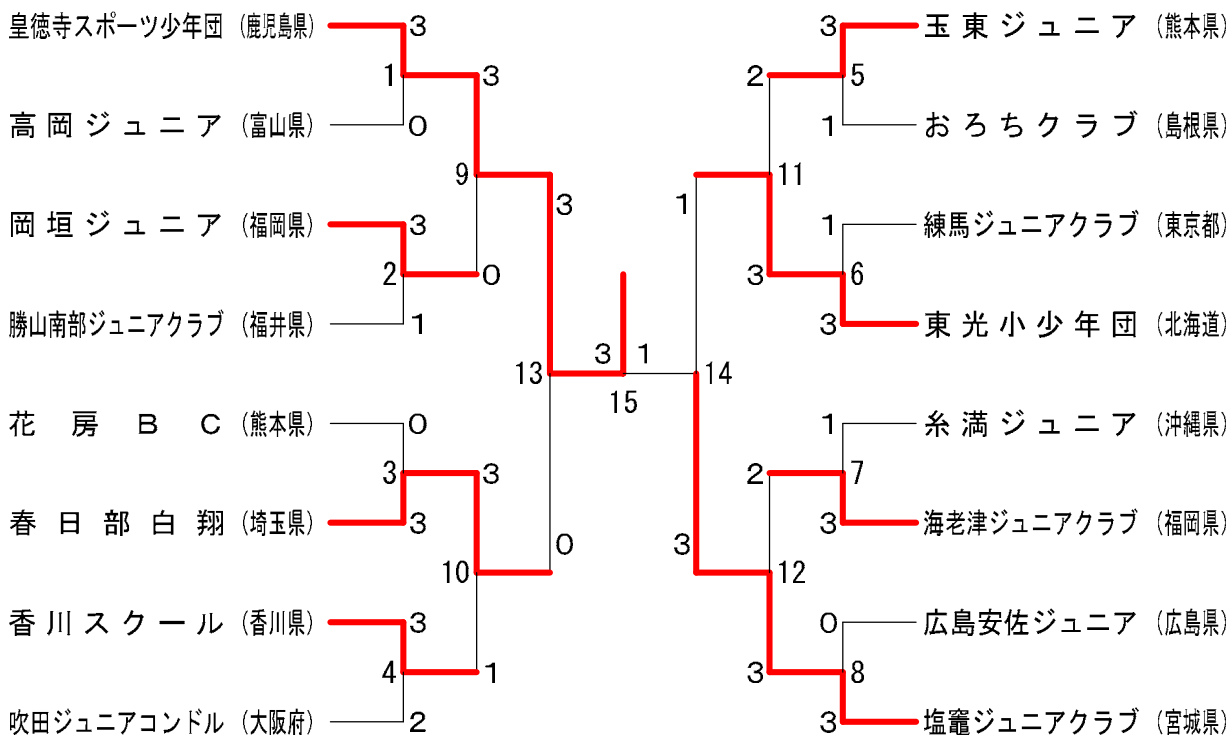 皇徳寺スポーツ少年団 (鹿児島県) 3
3 玉東ジュニア (熊本県)
1 3
2 5
高岡ジュニア (富山県) 0
1 おろちクラブ (島根県)
9 3
1 11
岡垣ジュニア (福岡県) 3
1 練馬ジュニアクラブ (東京都)
2 0
3 6
勝山南部ジュニアクラブ (福井県) 1
3 東光小少年団 (北海道)
13 3 1 14
15
花房BC (熊本県) 0
1 糸満ジュニア (沖縄県)
3 3
2 7
春日部白翔 (埼玉県) 3
3 海老津ジュニアクラブ (福岡県)
10 0
3 12
香川スクール (香川県) 3
0 広島安佐ジュニア (広島県)
4 1
3 8
吹田ジュニアコンドル (大阪府) 2
3 塩竈ジュニアクラブ (宮城県)